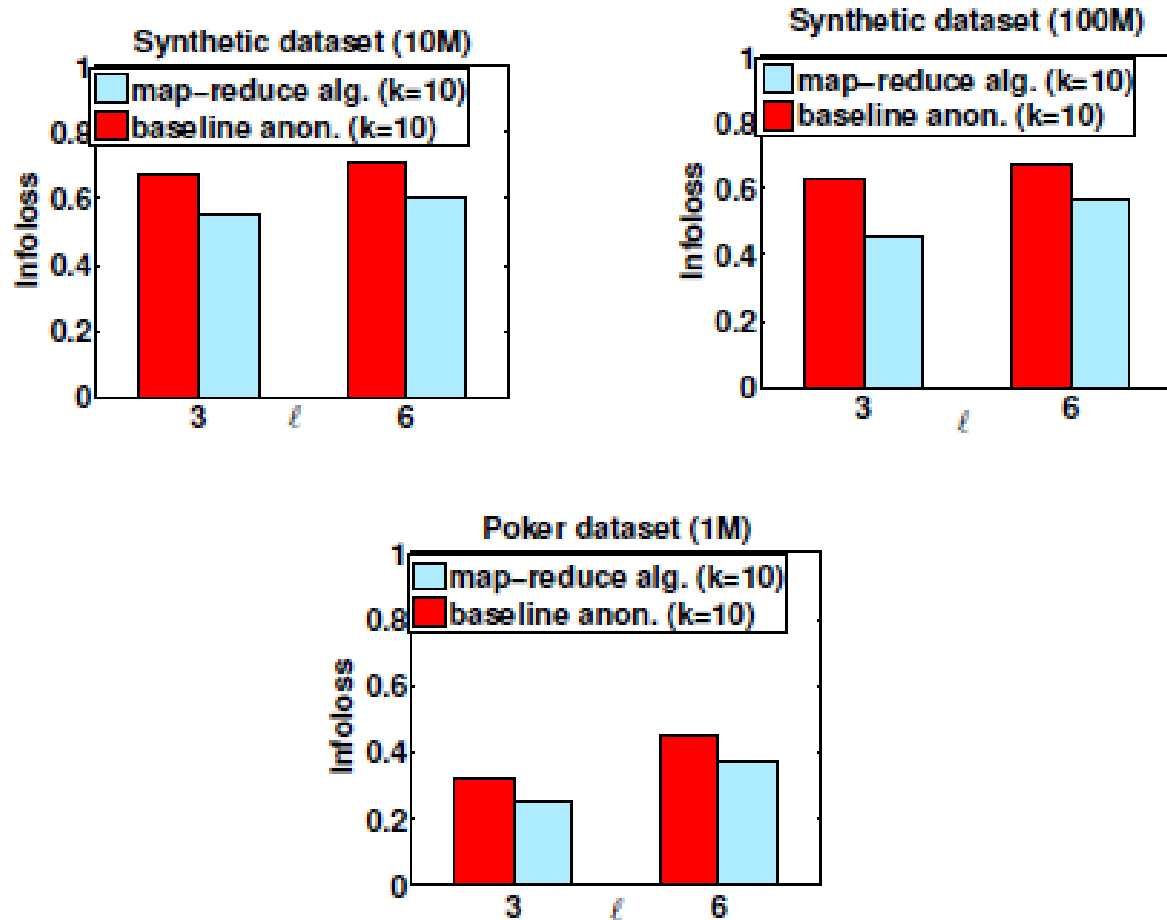 Synthetic dataset (10M)
1
map-reduce alg. (k=10)
baseline anon. (k=10)
0.8
0.6
0.4
0.2
0
Infoloss
3 ℓ 6
Synthetic dataset (100M)
1
map-reduce alg. (k=10)
baseline anon. (k=10)
0.8
0.6
0.4
0.2
0
Infoloss
3 ℓ 6
Poker dataset (1M)
1
map-reduce alg. (k=10)
baseline anon. (k=10)
0.8
0.6
0.4
0.2
0
Infoloss
3 ℓ 6